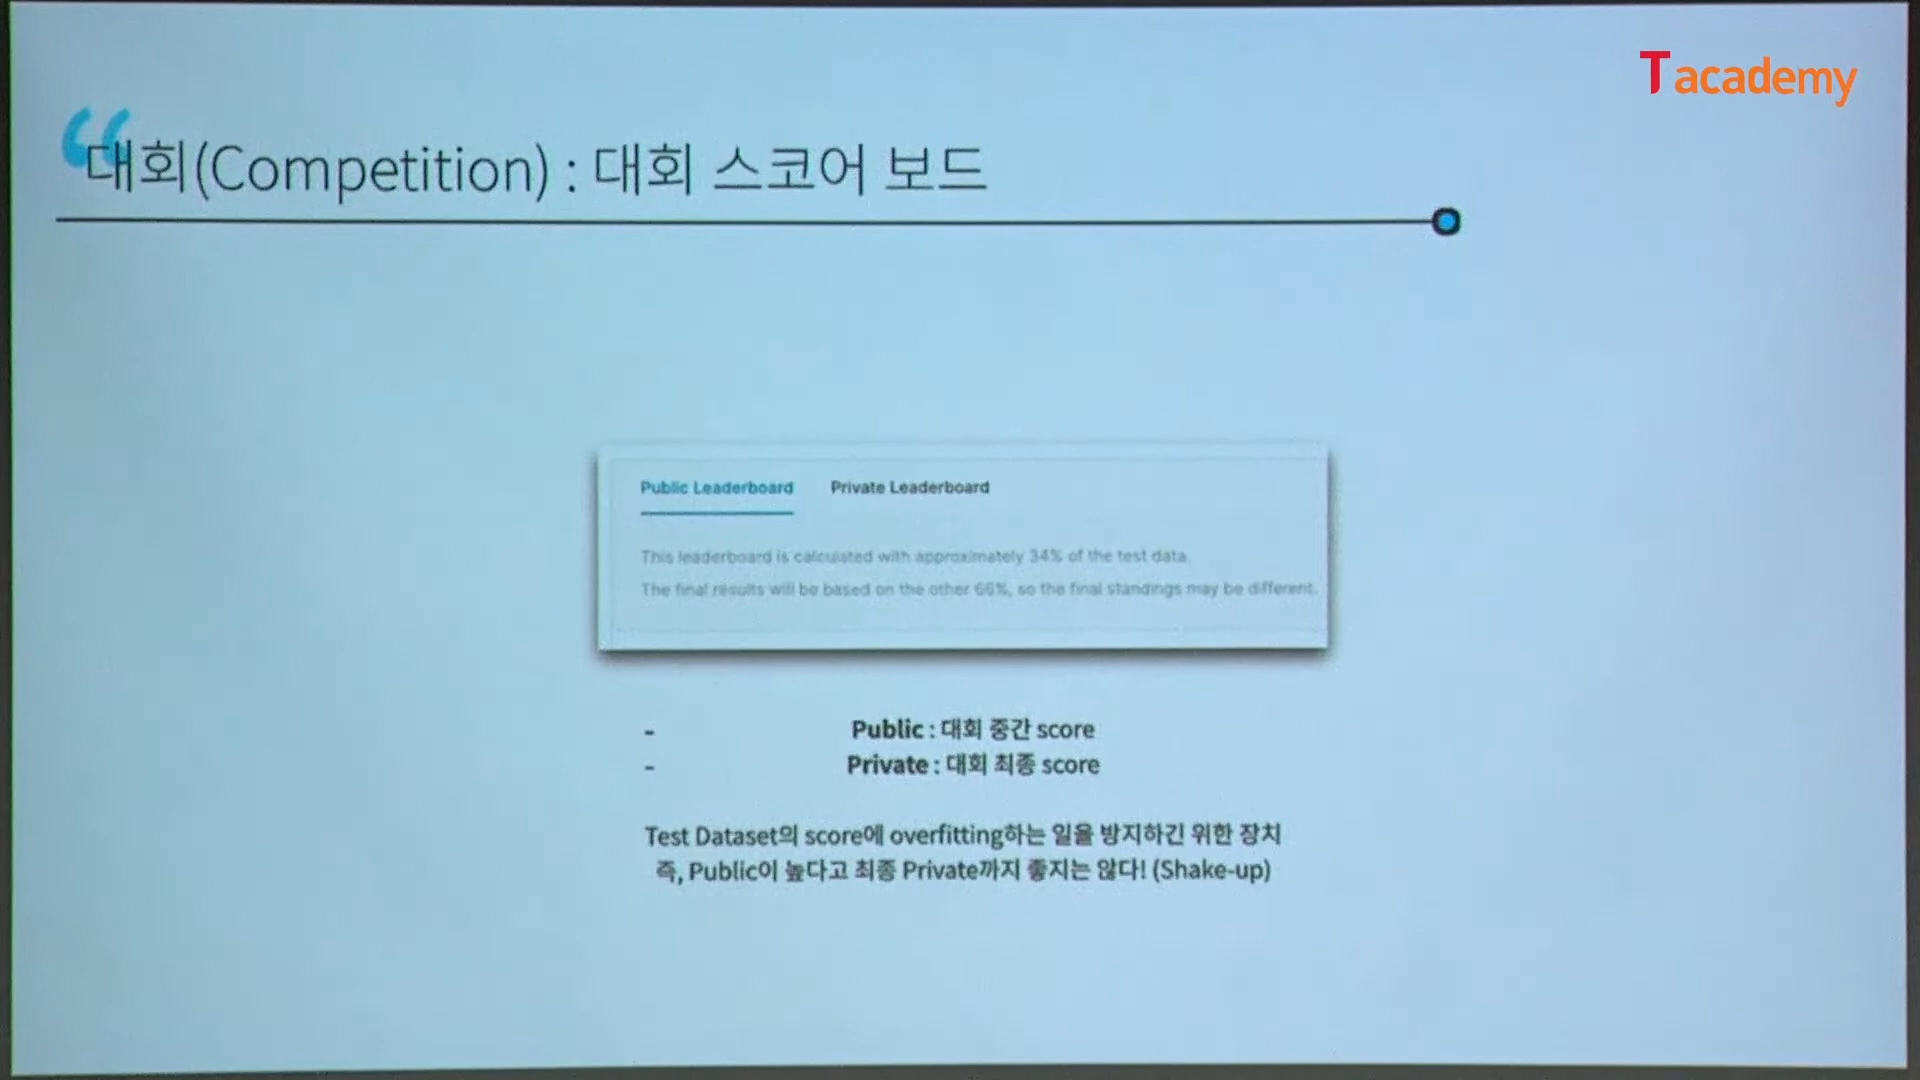 T academy
대회(Competition) : 대회 스코어 보드
Public Leaderboard Private Leaderboard
This leaderboard is calculated with approximately 34% of the test data.
The final results will be based on the other 66%, so the final standings may be different.
- Public : 대회 중간 score
- Private : 대회 최종 score
Test Dataset의 score에 overfitting하는 일을 방지하긴 위한 장치
즉, Public이 높다고 최종 Private까지 좋지는 않다! (Shake-up)